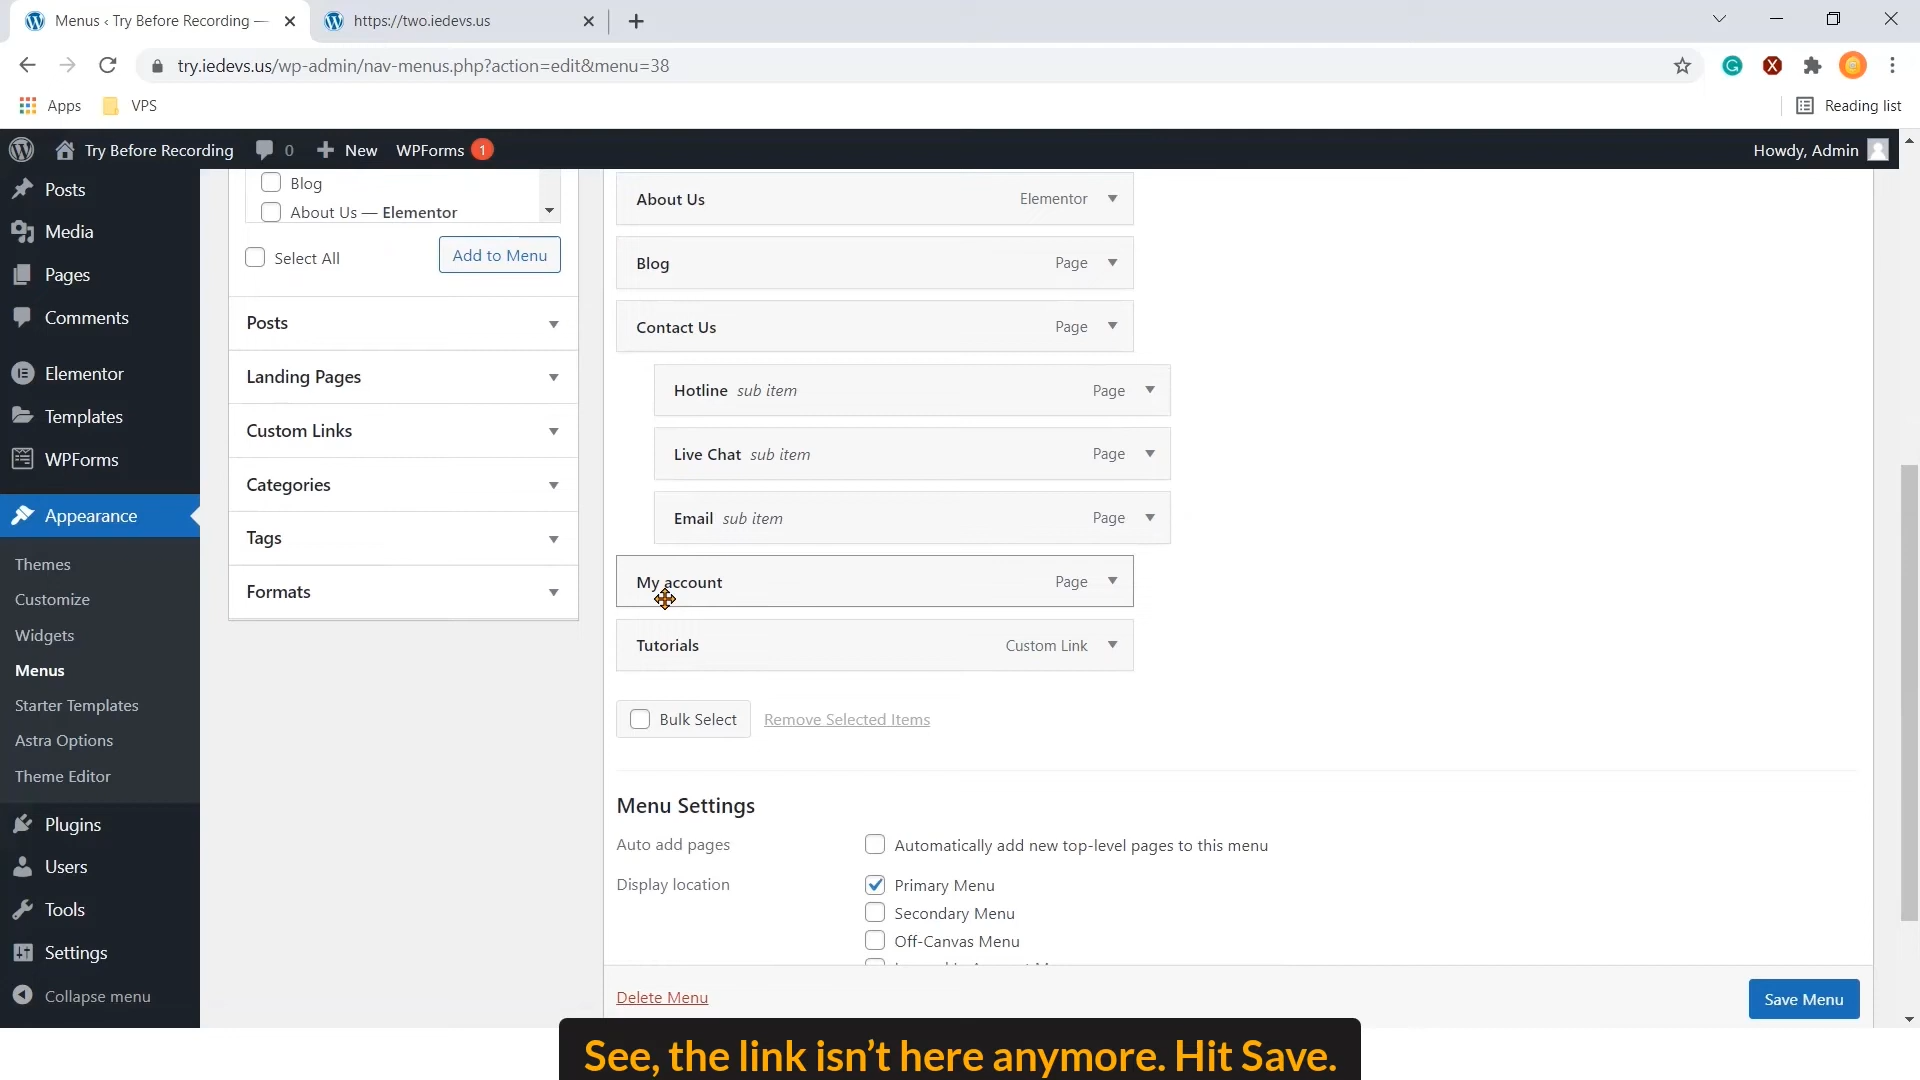 Menus ‹ Try Before Recording —
https://two.iedevs.us
try.iedevs.us/wp-admin/nav-menus.php?action=edit&menu=38
Apps
VPS
Reading list
Try Before Recording
0
New
WPForms 1
Howdy, Admin
Posts
Media
Pages
Comments
Elementor
Templates
WPForms
Appearance
Themes
Customize
Widgets
Menus
Starter Templates
Astra Options
Theme Editor
Plugins
Users
Tools
Settings
Collapse menu
Blog
About Us — Elementor
Select All
Add to Menu
Posts
Landing Pages
Custom Links
Categories
Tags
Formats
About Us Elementor
Blog Page
Contact Us Page
Hotline sub item Page
Live Chat sub item Page
Email sub item Page
My account Page
Tutorials Custom Link
Bulk Select
Remove Selected Items
Menu Settings
Auto add pages
Automatically add new top-level pages to this menu
Display location
Primary Menu
Secondary Menu
Off-Canvas Menu
Delete Menu
Save Menu
See, the link isn't here anymore. Hit Save.